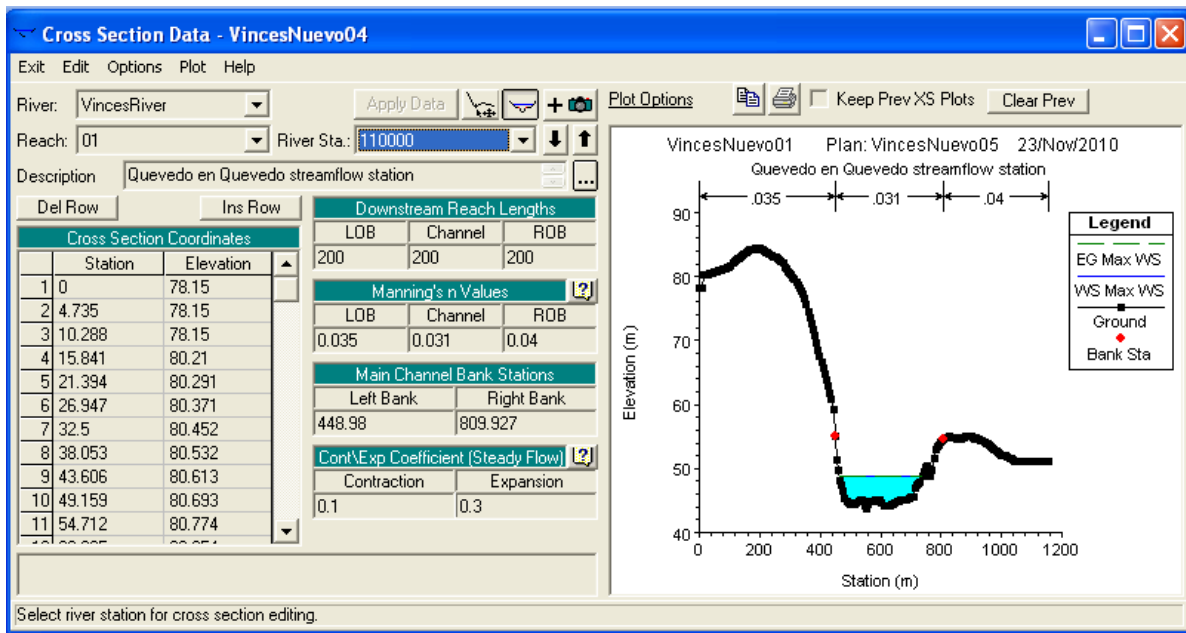 Cross Section Data - VincesNuevo04
Exit Edit Options Plot Help
River: VincesRiver Apply Data + Plot Options Keep Prev XS Plots Clear Prev
Reach: 01 River Sta.: 110000
Description Quevedo en Quevedo streamflow station ...
Del Row Ins Row
Cross Section Coordinates
Station Elevation
1 0 78.15
2 4.735 78.15
3 10.288 78.15
4 15.841 80.21
5 21.394 80.291
6 26.947 80.371
7 32.5 80.452
8 38.053 80.532
9 43.606 80.613
10 49.159 80.693
11 54.712 80.774
Downstream Reach Lengths
LOB Channel ROB
200 200 200
Manning's n Values
LOB Channel ROB
0.035 0.031 0.04
Main Channel Bank Stations
Left Bank Right Bank
448.98 809.927
Cont\Exp Coefficient (Steady Flow)
Contraction Expansion
0.1 0.3
VincesNuevo01 Plan: VincesNuevo05 23/Nov/2010
Quevedo en Quevedo streamflow station
.035 .031 .04
90
80
70
60
50
40
Elevation (m)
0 200 400 600 800 1000 1200
Station (m)
Legend
EG Max WS
WS Max WS
Ground
Bank Sta
Select river station for cross section editing.